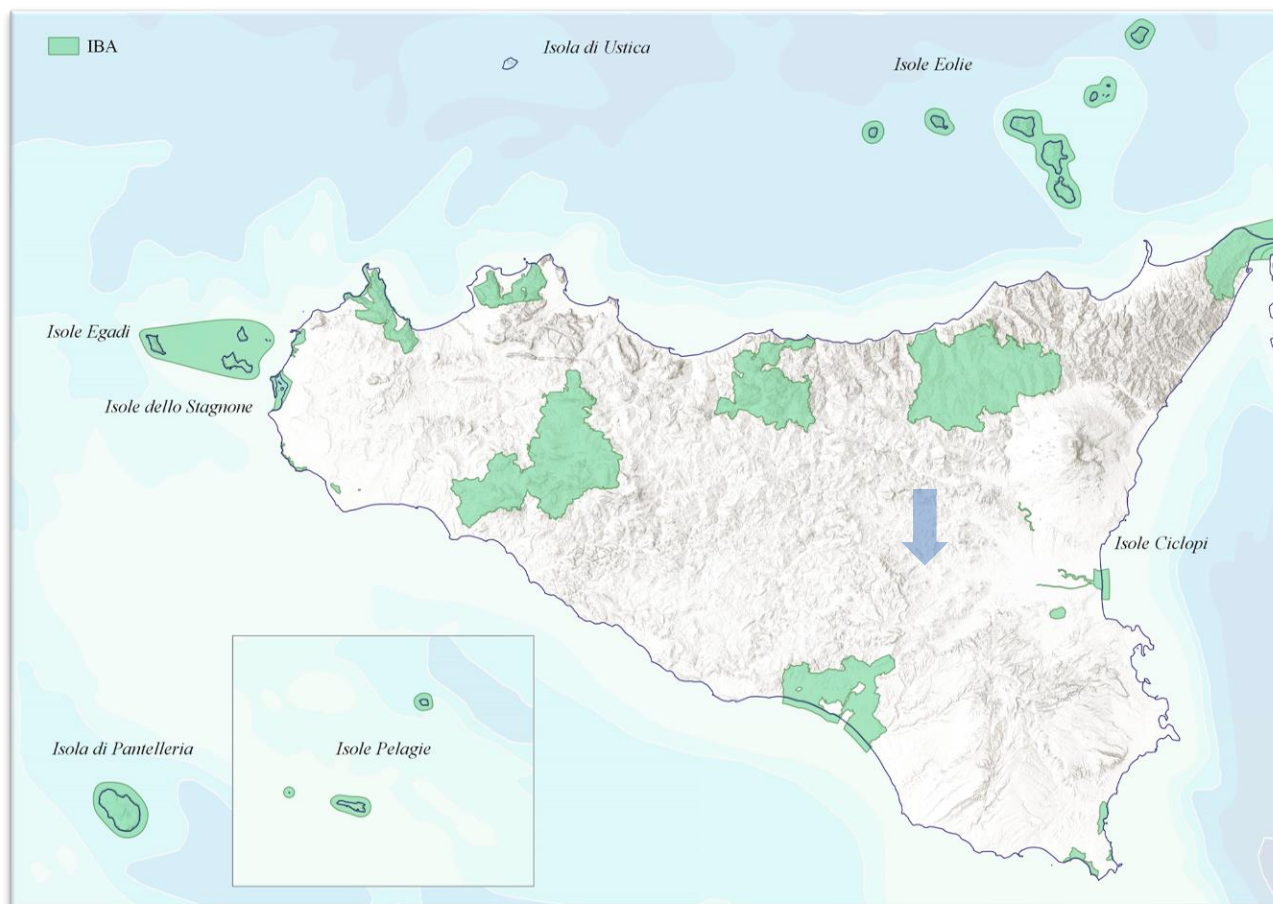 IBA
Isola di Ustica
Isole Eolie
Isole Egadi
Isole dello Stagnone
Isole Ciclopi
Isola di Pantelleria
Isole Pelagie